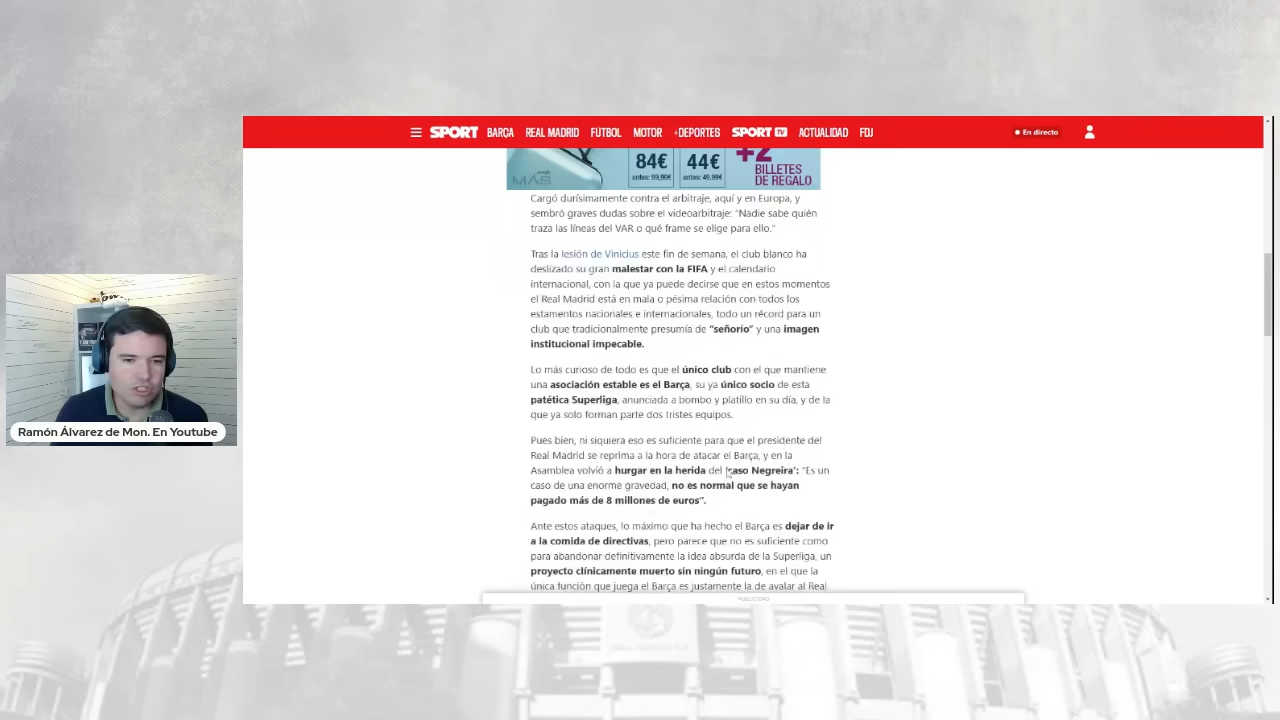 SPORT BARÇA REAL MADRID FÚTBOL MOTOR +DEPORTES SPORT TV ACTUALIDAD FDJ En directo
MÁS 84€ 44€ +2
antes: 99,99€ antes: 49,99€ BILLETES
DE REGALO
Cargó durísimamente contra el arbitraje, aquí y en Europa, y
sembró graves dudas sobre el videoarbitraje: “Nadie sabe quién
traza las líneas del VAR o qué frame se elige para ello.”
Tras la lesión de Vinicius este fin de semana, el club blanco ha
deslizado su gran malestar con la FIFA y el calendario
internacional, con la que ya puede decirse que en estos momentos
el Real Madrid está en mala o pésima relación con todos los
estamentos nacionales e internacionales, todo un récord para un
club que tradicionalmente presumía de “señorío” y una imagen
institucional impecable.
Lo más curioso de todo es que el único club con el que mantiene
una asociación estable es el Barça, su ya único socio de esta
patética Superliga, anunciada a bombo y platillo en su día, y de la
que ya solo forman parte dos tristes equipos.
Pues bien, ni siquiera eso es suficiente para que el presidente del
Real Madrid se reprima a la hora de atacar el Barça, y en la
Asamblea volvió a hurgar en la herida del 'caso Negreira': “Es un
caso de una enorme gravedad, no es normal que se hayan
pagado más de 8 millones de euros”.
Ante estos ataques, lo máximo que ha hecho el Barça es dejar de ir
a la comida de directivas, pero parece que no es suficiente como
para abandonar definitivamente la idea absurda de la Superliga, un
proyecto clínicamente muerto sin ningún futuro, en el que la
única función que juega el Barça es justamente la de avalar al Real
PUBLICIDAD
Ramón Álvarez de Mon. En Youtube